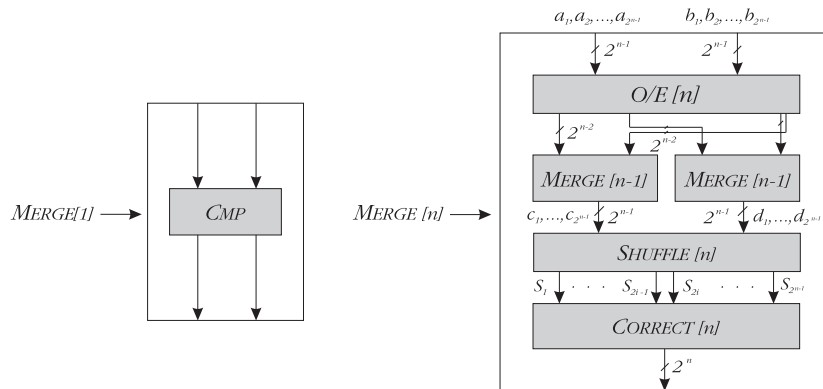 a₁,a₂,...,a₂ⁿ⁻¹ b₁,b₂,...,b₂ⁿ⁻¹
2ⁿ⁻¹ 2ⁿ⁻¹
O/E [n]
2ⁿ⁻²
2ⁿ⁻²
MERGE [n-1] MERGE [n-1]
CMP
MERGE[1] MERGE [n]
c₁,...,c₂ⁿ⁻¹ 2ⁿ⁻¹ 2ⁿ⁻¹ d₁,...,d₂ⁿ⁻¹
SHUFFLE [n]
S₁ · · · S₂ᵢ₋₁ S₂ᵢ · · · S₂ⁿ⁻¹
CORRECT [n]
2ⁿ